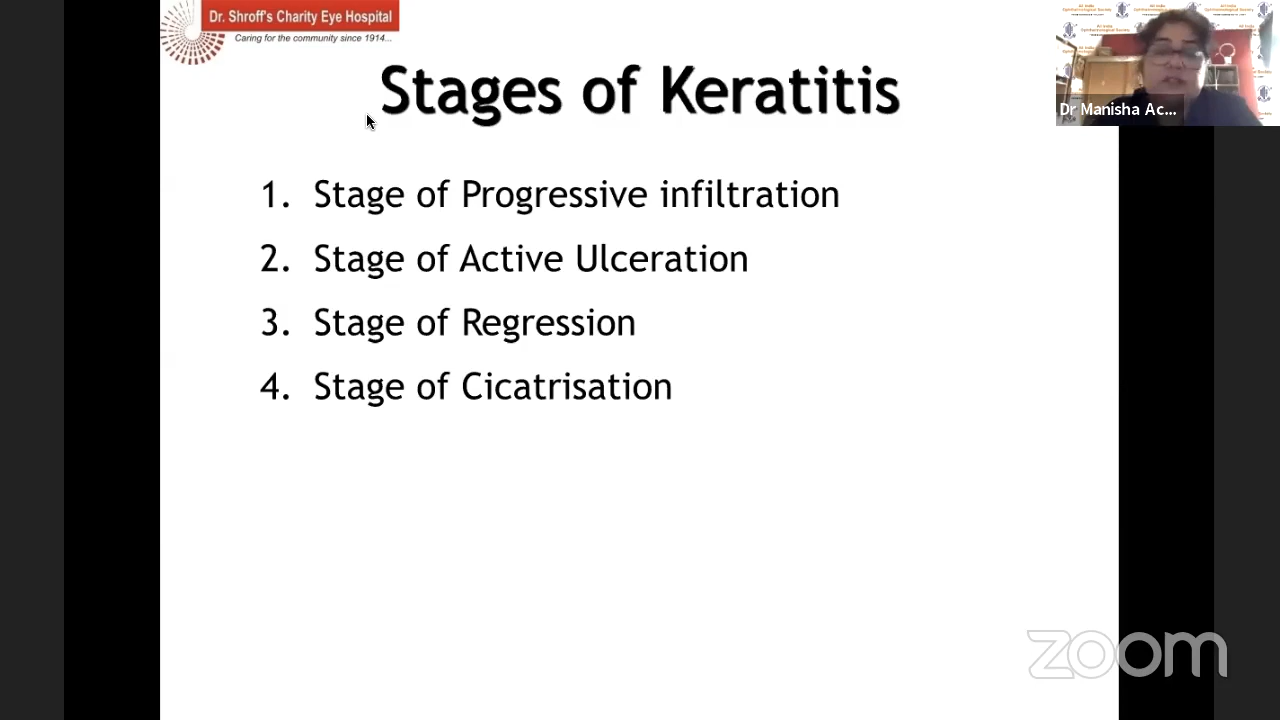 Dr. Shroff's Charity Eye Hospital
Caring for the community since 1914...
Stages of Keratitis
Dr Manisha Ac...
1. Stage of Progressive infiltration
2. Stage of Active Ulceration
3. Stage of Regression
4. Stage of Cicatrisation
zoom